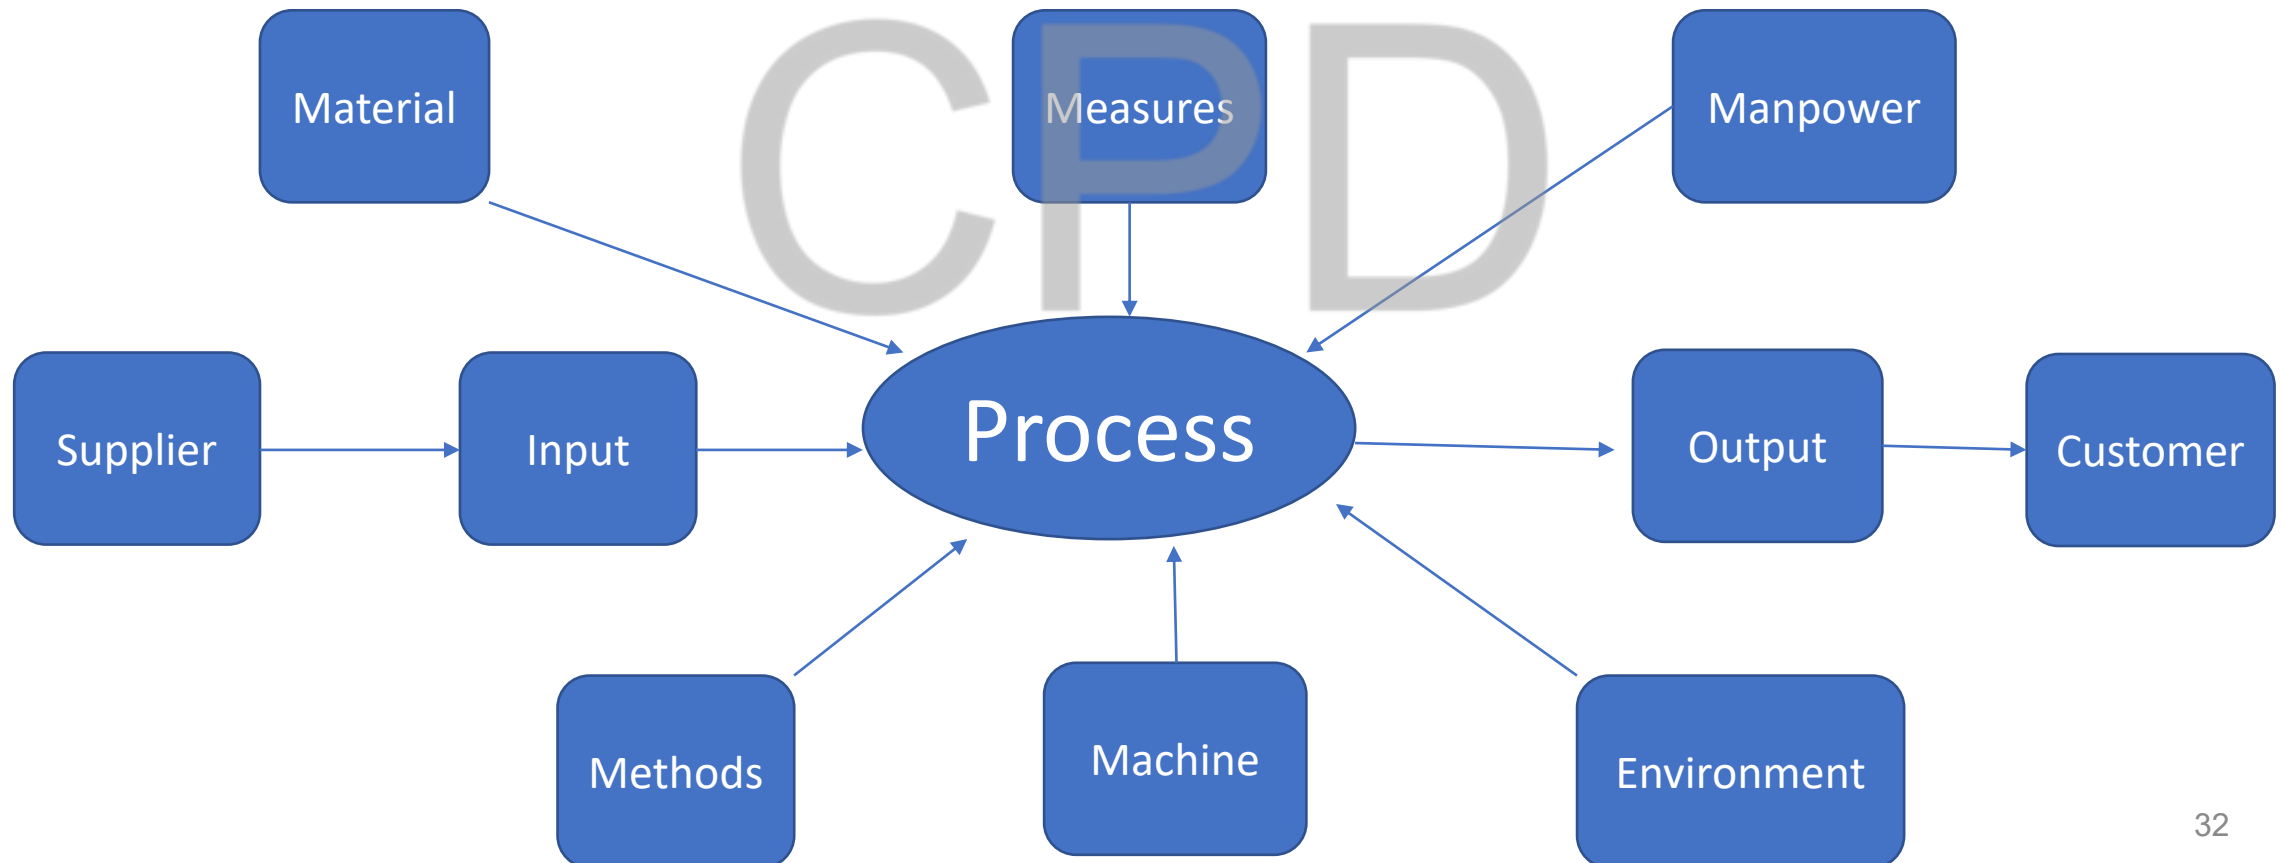 CPD
Material
Measures
Manpower
Supplier
Input
Process
Output
Customer
Methods
Machine
Environment
32